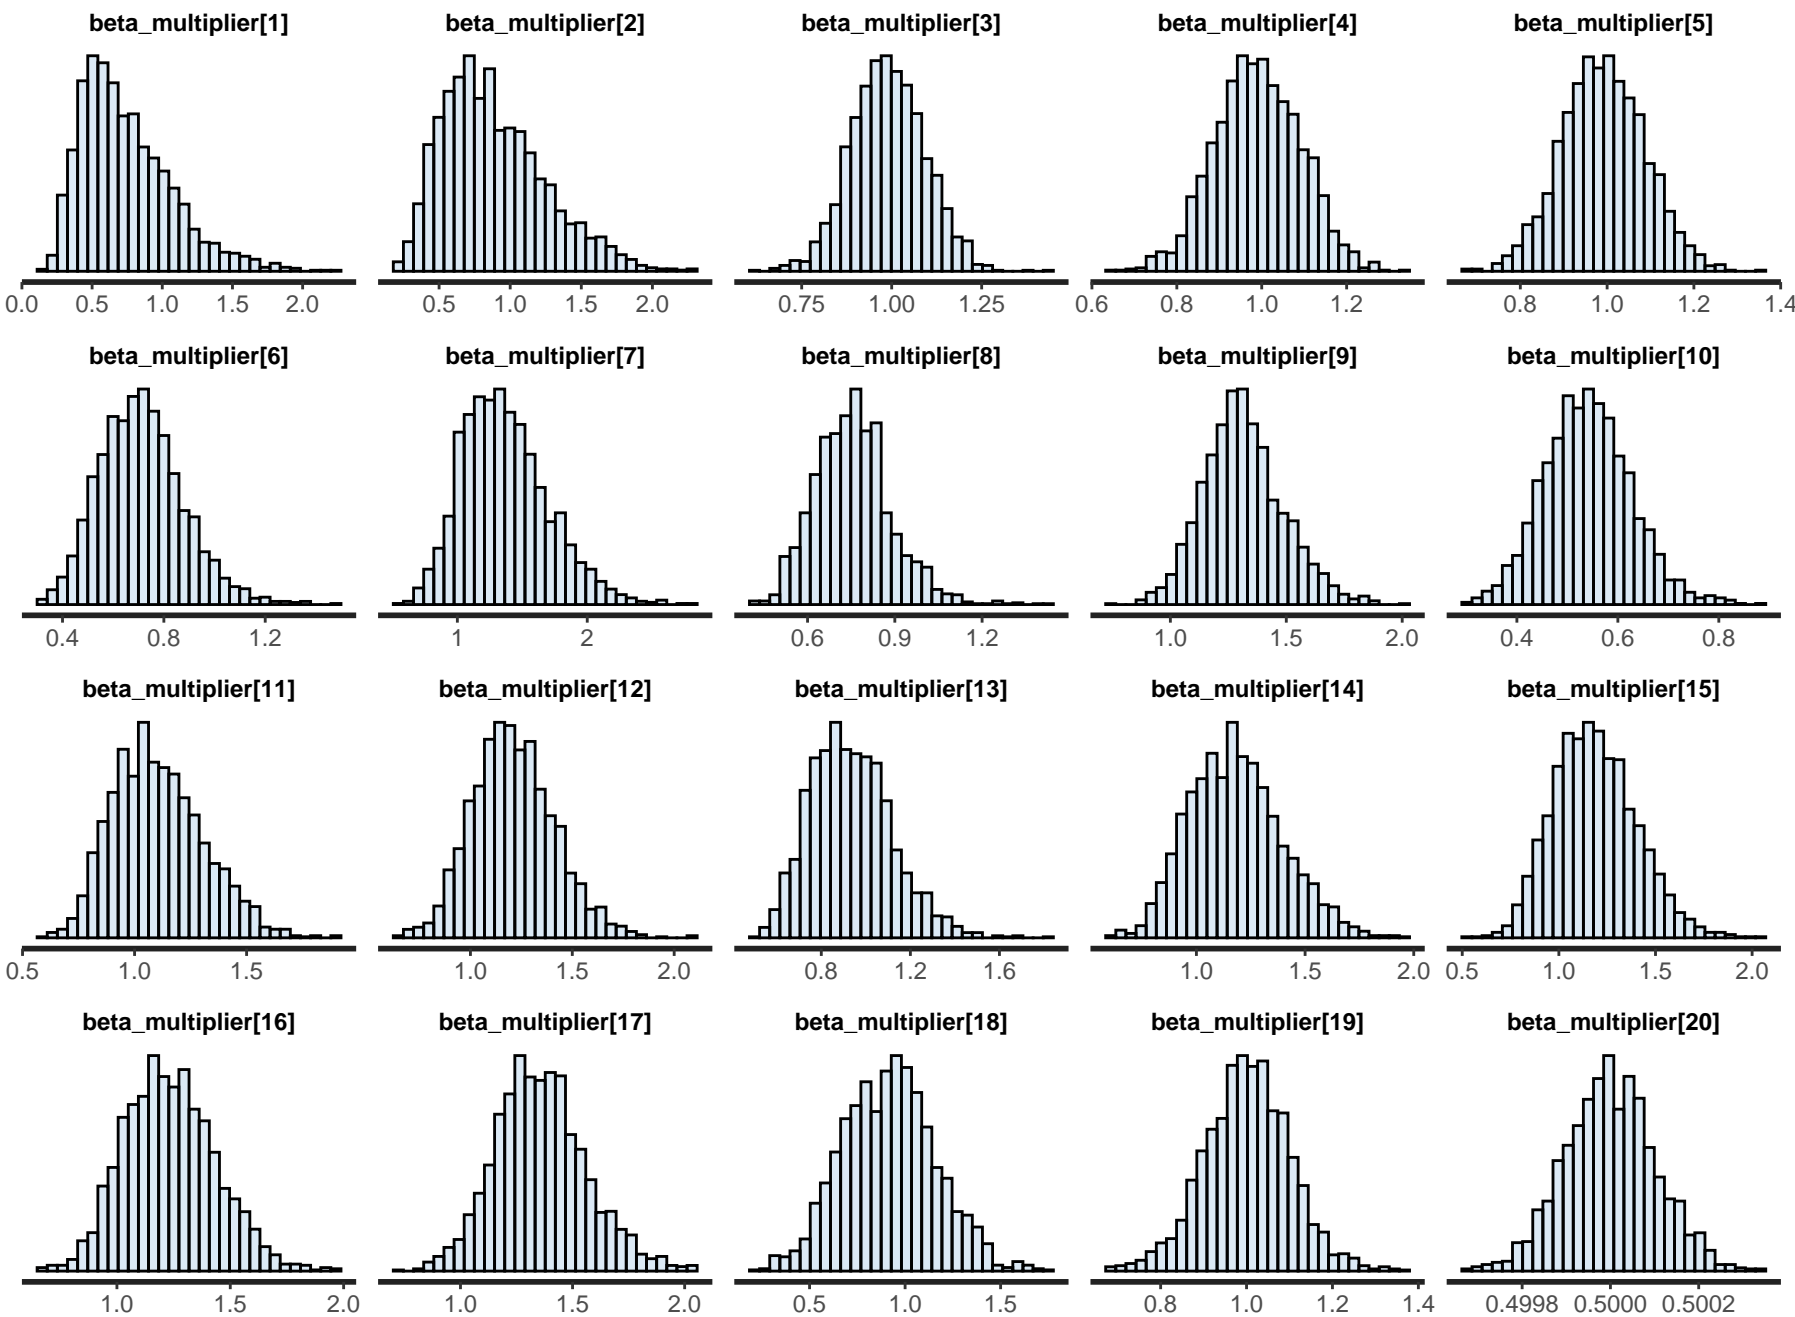 beta_multiplier[1] beta_multiplier[2] beta_multiplier[3] beta_multiplier[4] beta_multiplier[5]
0.0 0.5 1.0 1.5 2.0 0.5 1.0 1.5 2.0 0.75 1.00 1.25 0.6 0.8 1.0 1.2 0.8 1.0 1.2 1.4
beta_multiplier[6] beta_multiplier[7] beta_multiplier[8] beta_multiplier[9] beta_multiplier[10]
0.4 0.8 1.2 1 2 0.6 0.9 1.2 1.0 1.5 2.0 0.4 0.6 0.8
beta_multiplier[11] beta_multiplier[12] beta_multiplier[13] beta_multiplier[14] beta_multiplier[15]
0.5 1.0 1.5 1.0 1.5 2.0 0.8 1.2 1.6 1.0 1.5 2.0 0.5 1.0 1.5 2.0
beta_multiplier[16] beta_multiplier[17] beta_multiplier[18] beta_multiplier[19] beta_multiplier[20]
1.0 1.5 2.0 1.0 1.5 2.0 0.5 1.0 1.5 0.8 1.0 1.2 1.4 0.4998 0.5000 0.5002